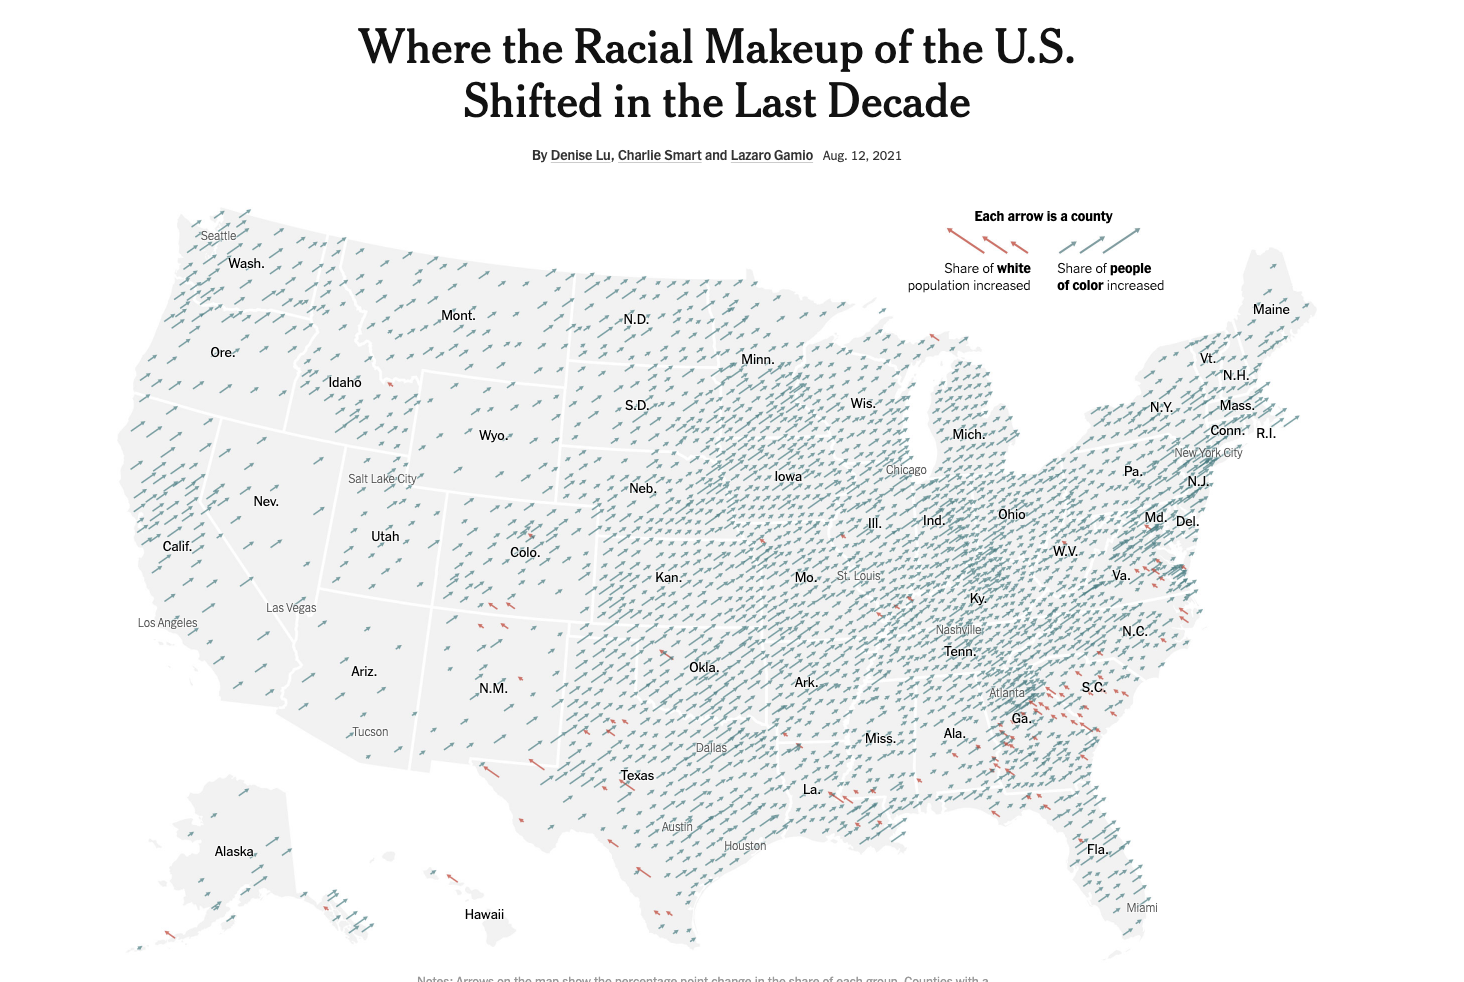 Where the Racial Makeup of the U.S.
Shifted in the Last Decade
By Denise Lu, Charlie Smart and Lazaro Gamio Aug. 12, 2021
Each arrow is a county
Share of white
population increased
Share of people
of color increased
Seattle
Wash.
Mont.
N.D.
Minn.
Maine
Ore.
Idaho
S.D.
Wis.
Vt.
N.H.
Wyo.
Mich.
N.Y.
Mass.
Conn.
R.I.
New York City
Salt Lake City
Nev.
Neb.
Iowa
Chicago
Pa.
N.J.
Calif.
Utah
Colo.
Ill.
Ind.
Ohio
Md.
Del.
W.V.
Kan.
Mo.
St. Louis
Va.
Ky.
Las Vegas
Los Angeles
Nashville
N.C.
Ariz.
N.M.
Okla.
Ark.
Tenn.
Atlanta
S.C.
Ga.
Tucson
Dallas
Miss.
Ala.
Texas
La.
Austin
Houston
Alaska
Fla.
Hawaii
Miami
Notes: Arrows on the map show the percentage point change in the share of each group. Counties with a